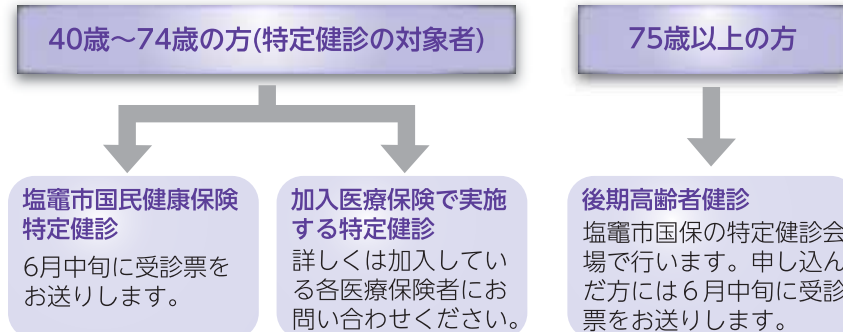 40歳～74歳の方(特定健診の対象者)
塩竈市国民健康保険
特定健診
6月中旬に受診票を
お送りします。
加入医療保険で実施
する特定健診
詳しくは加入してい
る各医療保険者にお
問い合わせください。
75歳以上の方
後期高齢者健診
塩竈市国保の特定健診会
場で行います。申し込ん
だ方には６月中旬に受診
票をお送りします。